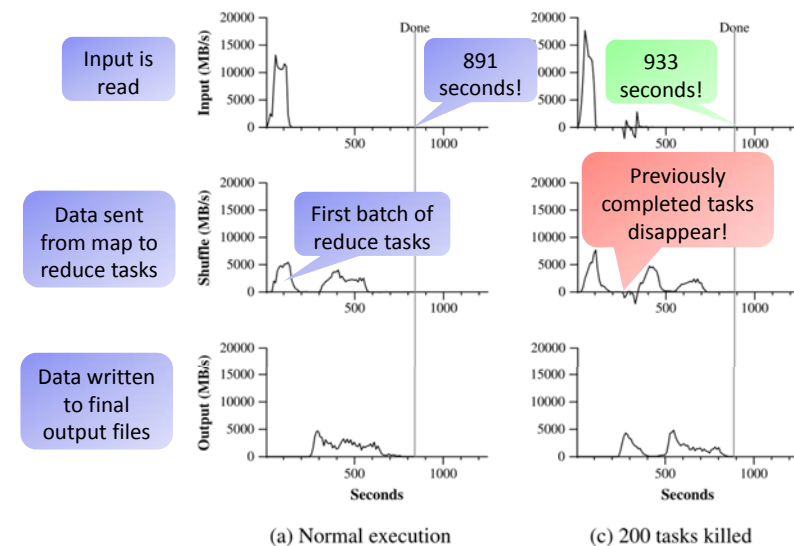 Input is
read
Input (MB/s)
20000
15000
10000
5000
0
500
1000
Done
891
seconds!
20000
15000
10000
5000
0
500
1000
Done
933
seconds!
Data sent
from map to
reduce tasks
Shuffle (MB/s)
20000
15000
10000
5000
0
500
1000
First batch of
reduce tasks
20000
15000
10000
5000
0
500
1000
Previously
completed tasks
disappear!
Data written
to final
output files
Output (MB/s)
20000
15000
10000
5000
0
500
1000
Seconds
20000
15000
10000
5000
0
500
1000
Seconds
(a) Normal execution
(c) 200 tasks killed